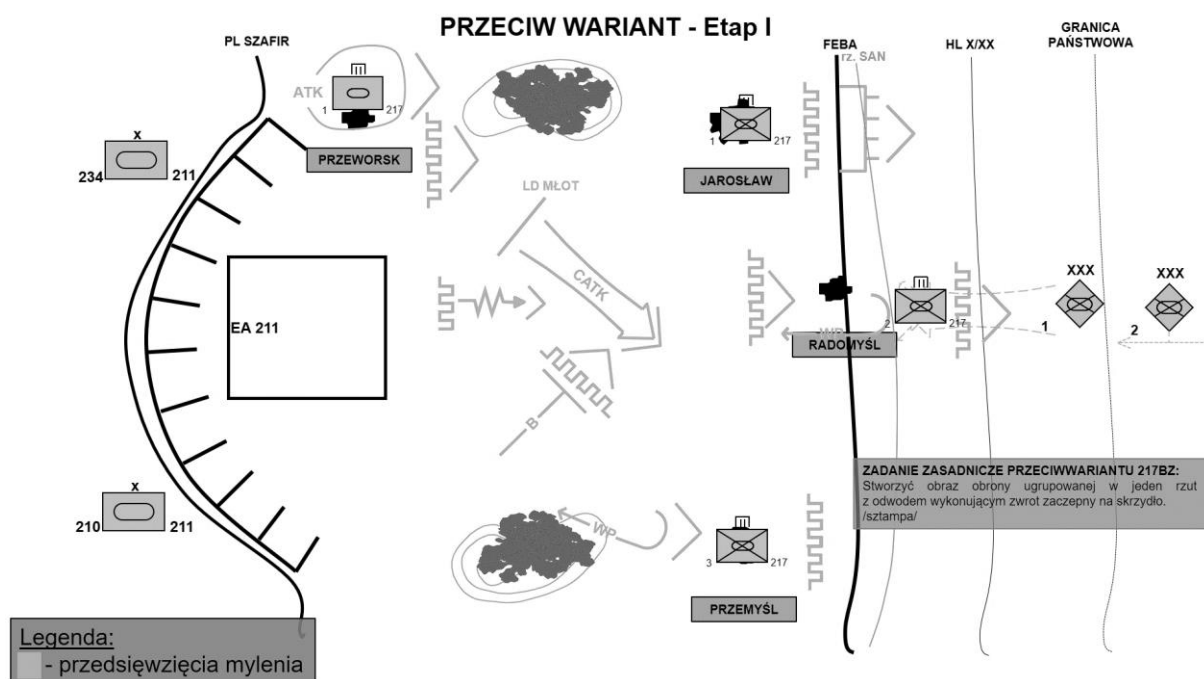 PRZECIW WARIANT - Etap I
PL SZAFIR
FEBA
rz. SAN
HL X/XX
GRANICA
PAŃSTWOWA
ATK
1
217
PRZEWORSK
x
234
211
1
217
JAROSŁAW
LD MŁOT
CATK
EA 211
2
217
WP
RADOMYŚL
XXX
1
XXX
2
B
ZADANIE ZASADNICZE PRZECIWWARIANTU 217BZ:
Stworzyć obraz obrony ugrupowanej w jeden rzut
z odwodem wykonującym zwrot zaczepny na skrzydło.
/sztampa/
x
210
211
WP
3
217
PRZEMYŚL
Legenda:
- przedsięwzięcia mylenia